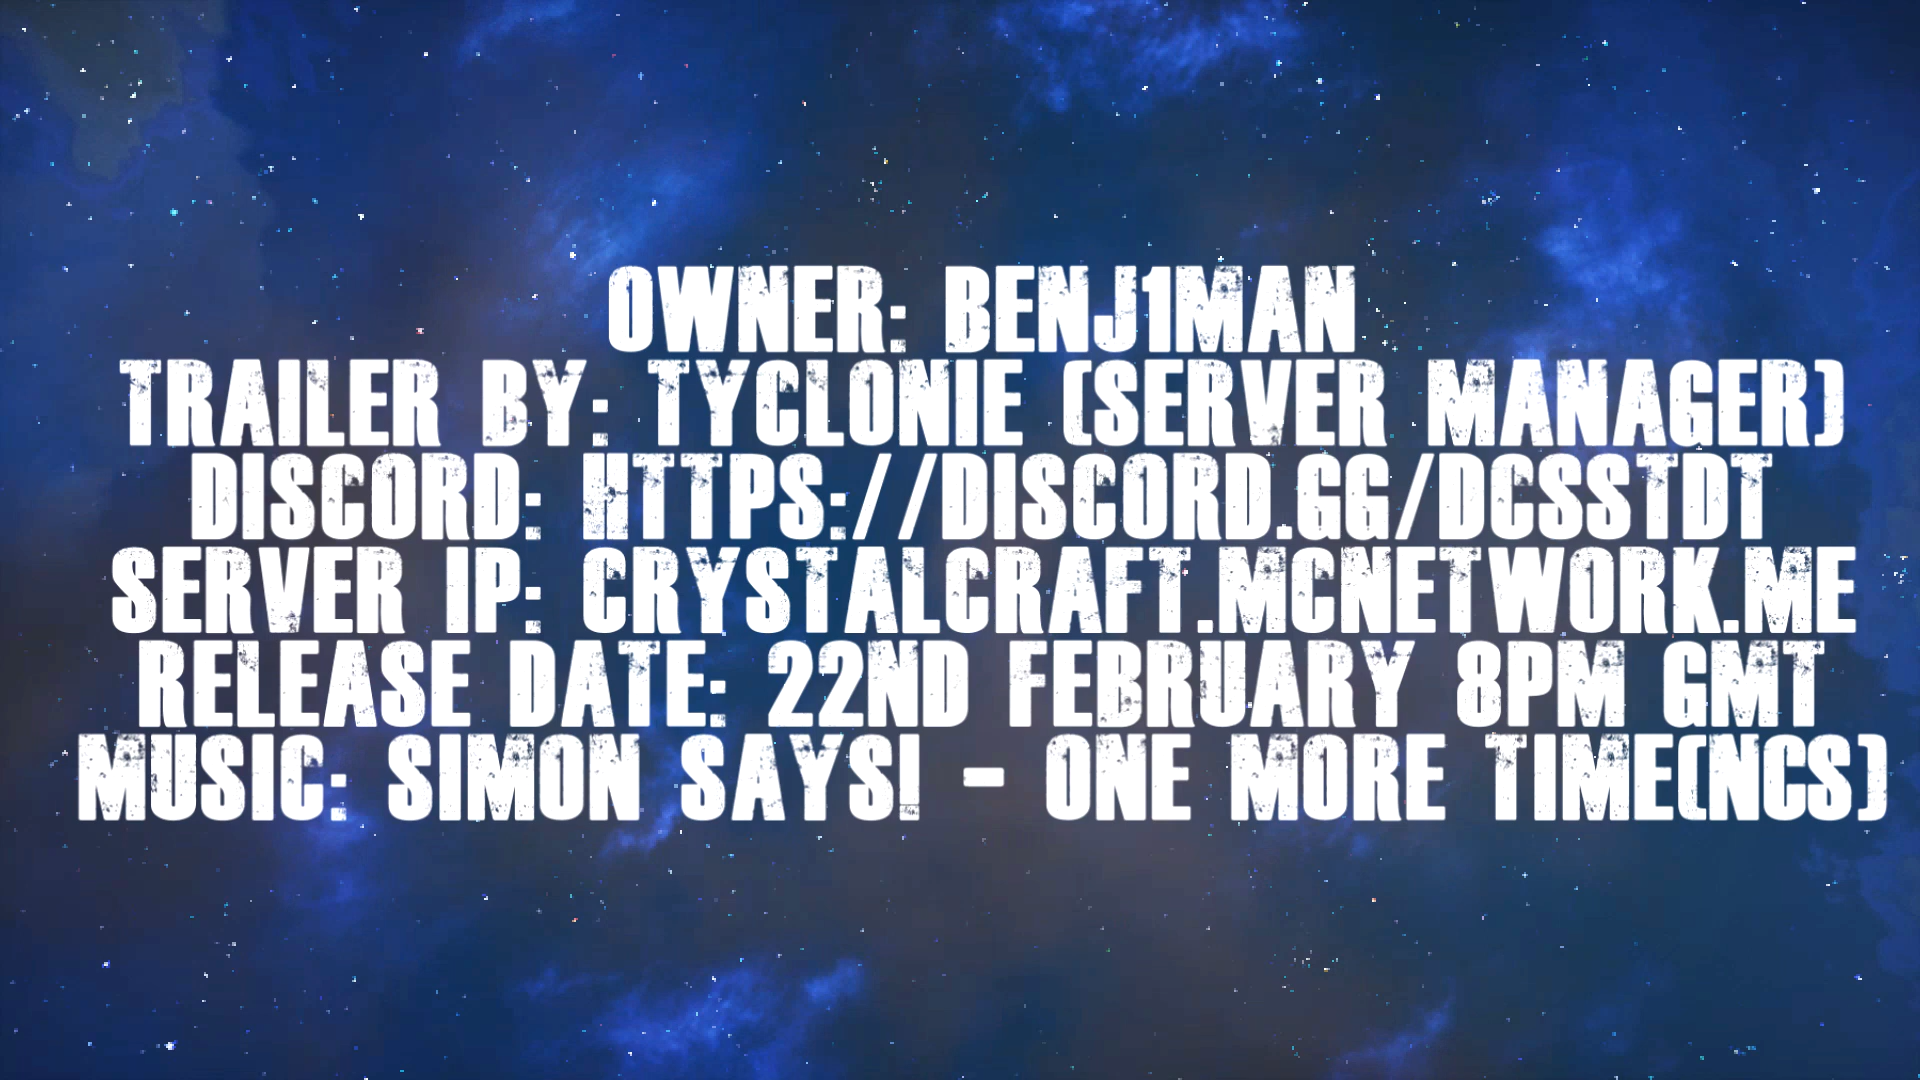 OWNER: BENJ1MAN
TRAILER BY: TYCLONIE (SERVER MANAGER)
DISCORD: HTTPS://DISCORD.GG/DCSSTDT
SERVER IP: CRYSTALCRAFT.MCNETWORK.ME
RELEASE DATE: 22ND FEBRUARY 8PM GMT
MUSIC: SIMON SAYS! - ONE MORE TIME(NCS)